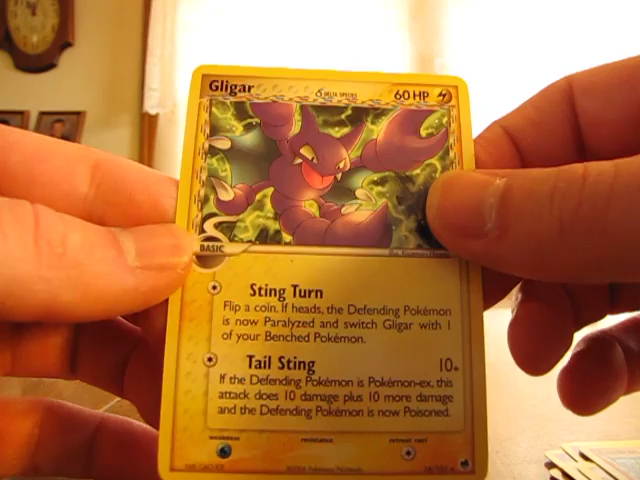 Gligar δ DELTA SPECIES 60 HP
BASIC
Sting Turn
Flip a coin. If heads, the Defending Pokémon
is now Paralyzed and switch Gligar with 1
of your Benched Pokémon.
Tail Sting 10+
If the Defending Pokémon is Pokémon-ex, this
attack does 10 damage plus 10 more damage
and the Defending Pokémon is now Poisoned.
weakness resistance retreat cost